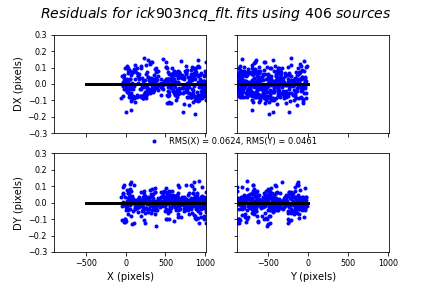 Residuals for ick903ncq_flt.fits using 406 sources
0.3
0.2
0.1
0.0
−0.1
−0.2
−0.3
DX (pixels)
RMS(X) = 0.0624, RMS(Y) = 0.0461
0.3
0.2
0.1
0.0
−0.1
−0.2
−0.3
DY (pixels)
−500 0 500 1000 −500 0 500 1000
X (pixels) Y (pixels)